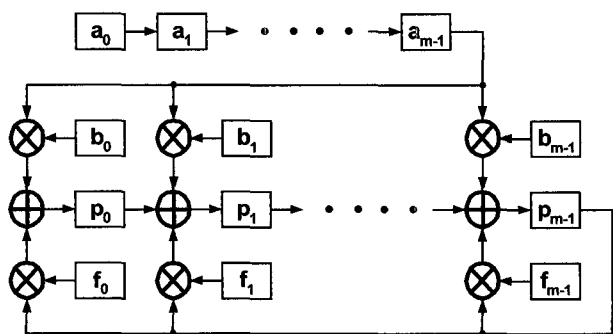 a₀ a₁ aₘ₋₁
b₀ b₁ bₘ₋₁
p₀ p₁ pₘ₋₁
f₀ f₁ fₘ₋₁